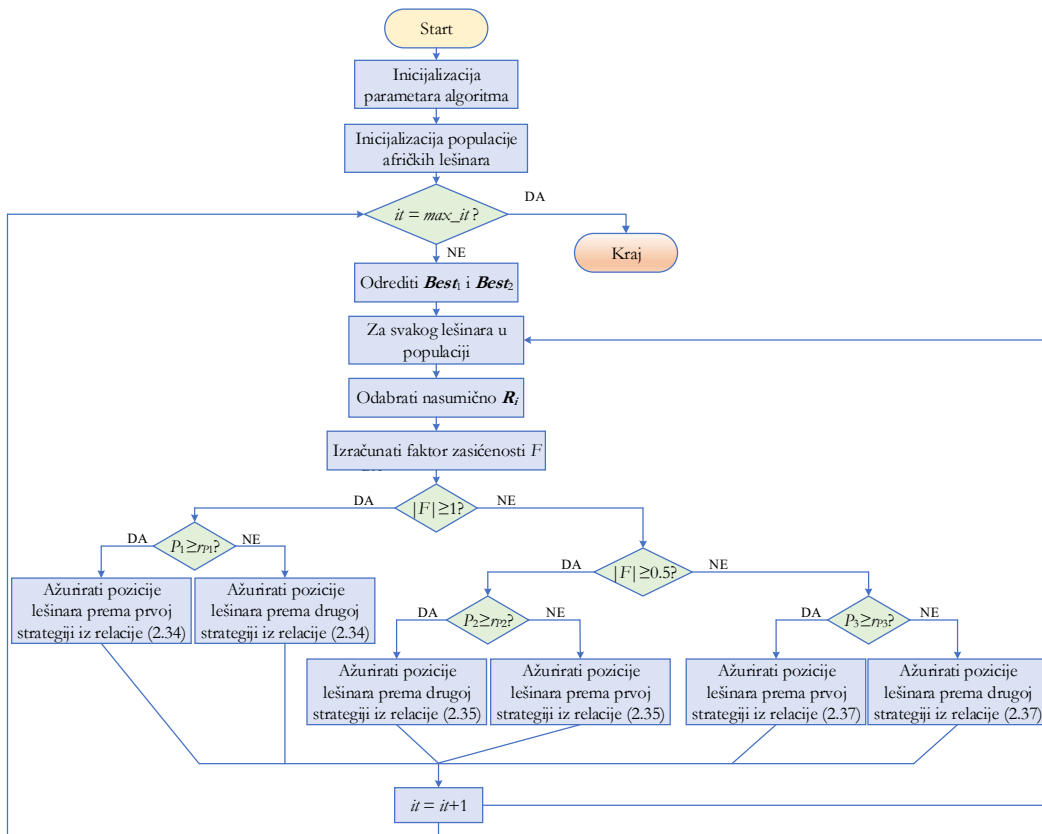 Start
Inicijalizacija
parametara algoritma
Inicijalizacija populacije
afričkih lešinara
it = max_it ?
DA
Kraj
NE
Odrediti Best1 i Best2
Za svakog lešinara u
populaciji
Odabrati nasumično Ri
Izračunati faktor zasićenosti F
DA
|F|≥1?
NE
DA
P1≥rP1?
NE
DA
|F|≥0.5?
NE
Ažurirati pozicije
lešinara prema prvoj
strategiji iz relacije (2.34)
Ažurirati pozicije
lešinara prema drugoj
strategiji iz relacije (2.34)
DA
P2≥rP2?
NE
DA
P3≥rP3?
NE
Ažurirati pozicije
lešinara prema drugoj
strategiji iz relacije (2.35)
Ažurirati pozicije
lešinara prema prvoj
strategiji iz relacije (2.35)
Ažurirati pozicije
lešinara prema prvoj
strategiji iz relacije (2.37)
Ažurirati pozicije
lešinara prema drugoj
strategiji iz relacije (2.37)
it = it+1